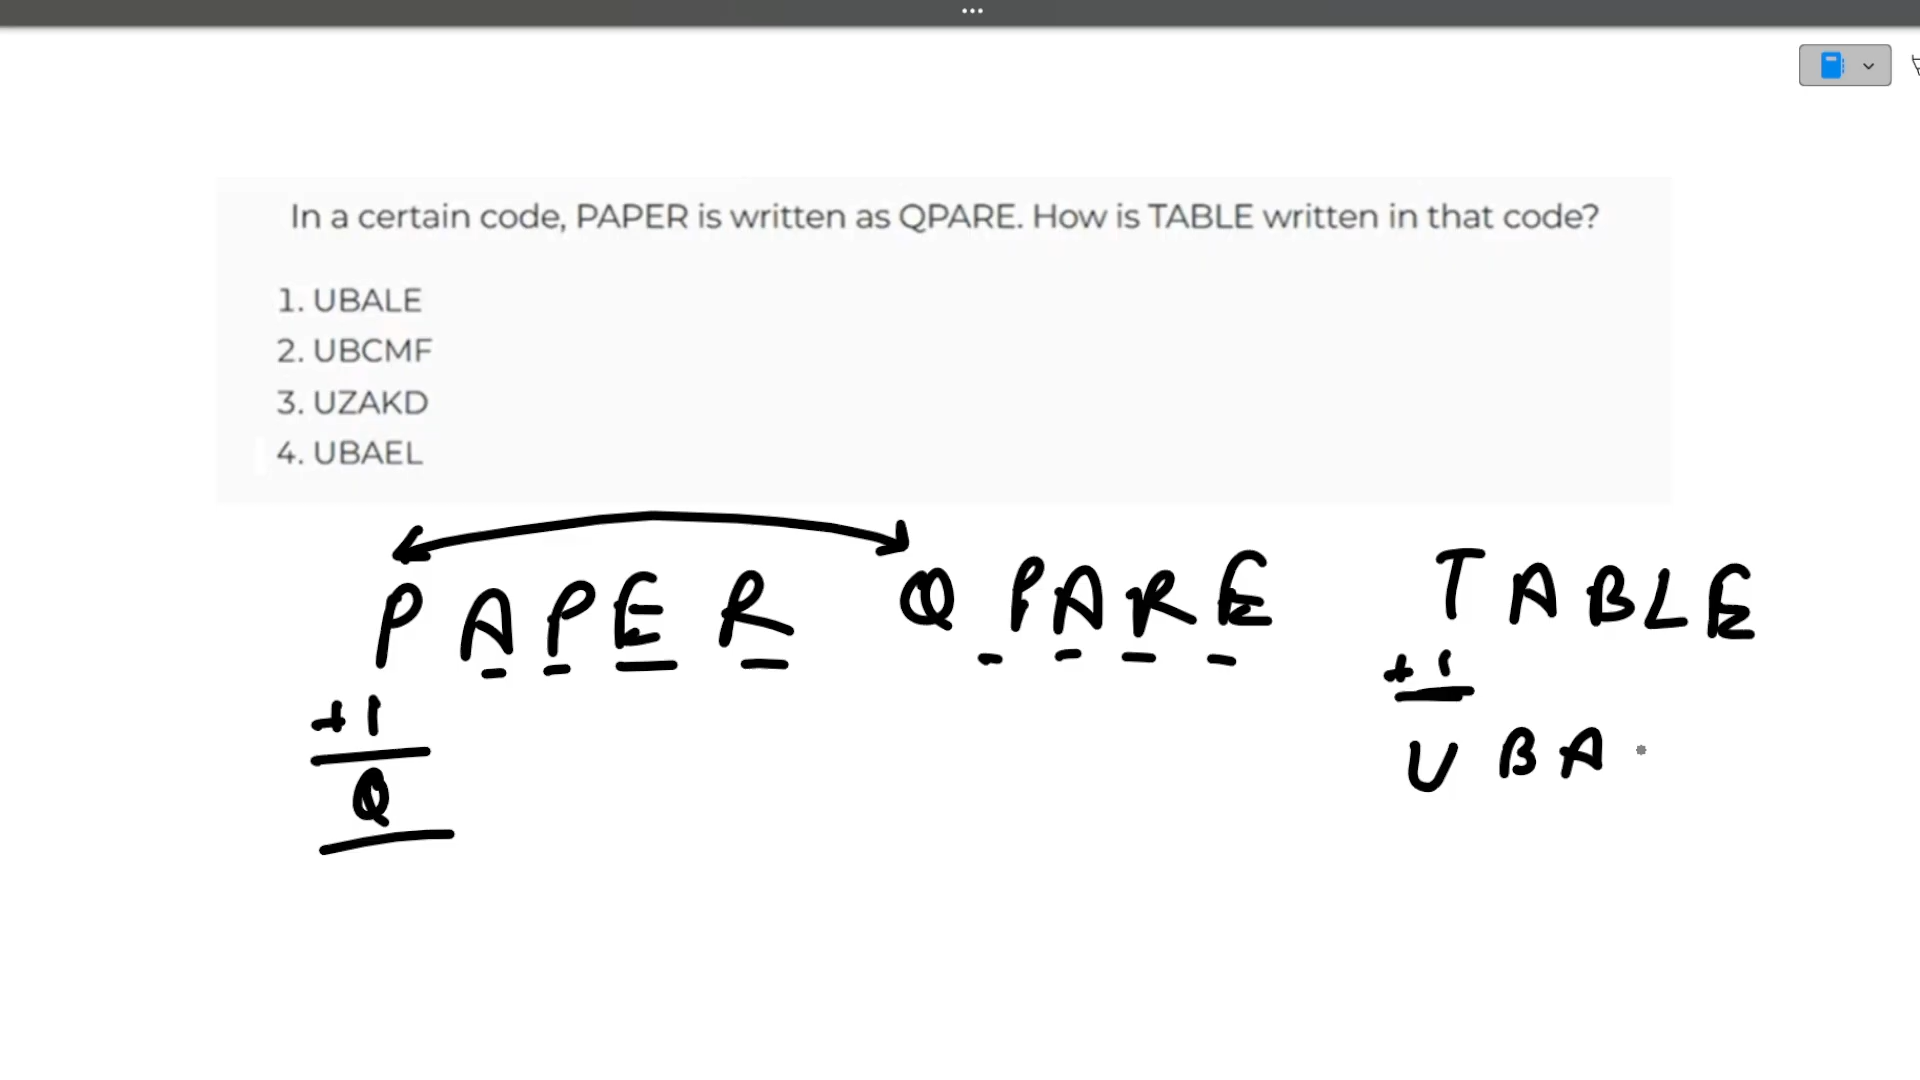 In a certain code, PAPER is written as QPARE. How is TABLE written in that code?
1. UBALE
2. UBCMF
3. UZAKD
4. UBAEL
PAPER QPARE TABLE
+1 +1
Q UBA